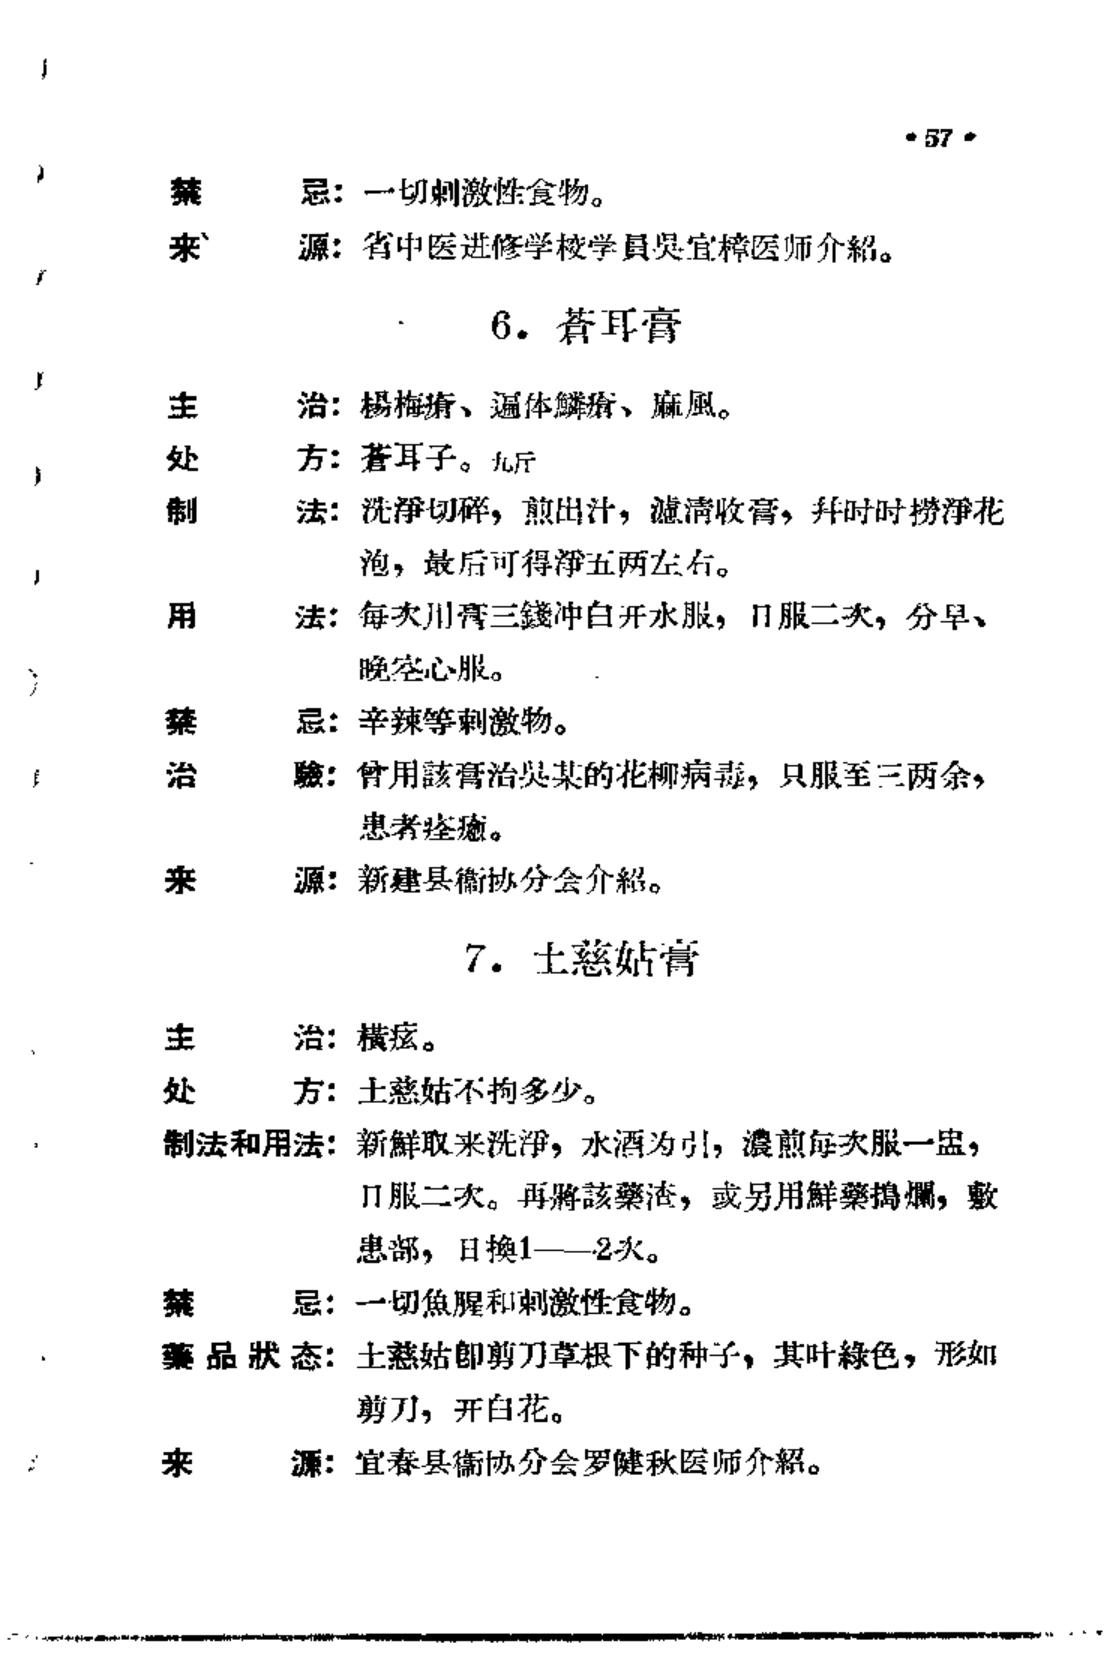 • 57 •
禁　　忌：一切刺激性食物。
来　　源：省中医进修学校学員吳宜樟医师介紹。
6. 蒼耳膏
主　　治：楊梅瘡、逼体鱗瘡、麻風。
处　　方：蒼耳子。九斤
制　　法：洗淨切碎，煎出汁，濾清收膏，幷时时撈淨花
泡，最后可得淨五两左右。
用　　法：每次用膏三錢冲白开水服，日服二次，分早、
晚空心服。
禁　　忌：辛辣等刺激物。
治　　驗：曾用該膏治吳某的花柳病毒，只服至三两余，
患者痊癒。
来　　源：新建县衞协分会介紹。
7. 土慈姑膏
主　　治：橫痃。
处　　方：土慈姑不拘多少。
制法和用法：新鮮取来洗淨，水酒为引，濃煎每次服一盅，
日服二次。再將該藥渣，或另用鮮藥搗爛，敷
患部，日換1——2次。
禁　　忌：一切魚腥和刺激性食物。
藥品狀态：土慈姑卽剪刀草根下的种子，其叶綠色，形如
剪刀，开白花。
来　　源：宜春县衞协分会罗健秋医师介紹。